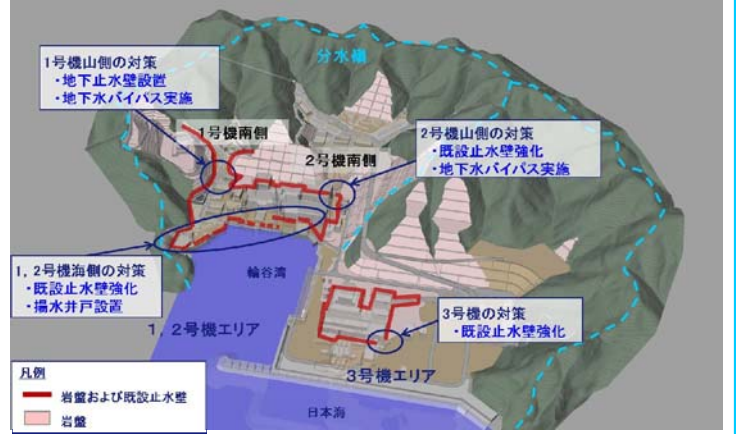 分水嶺
1号機山側の対策
・地下止水壁設置
・地下水バイパス実施
1号機南側
2号機南側
2号機山側の対策
・既設止水壁強化
・地下水バイパス実施
1，2号機海側の対策
・既設止水壁強化
・揚水井戸設置
輪谷湾
1，2号機エリア
3号機の対策
・既設止水壁強化
3号機エリア
日本海
凡例
岩盤および既設止水壁
岩盤